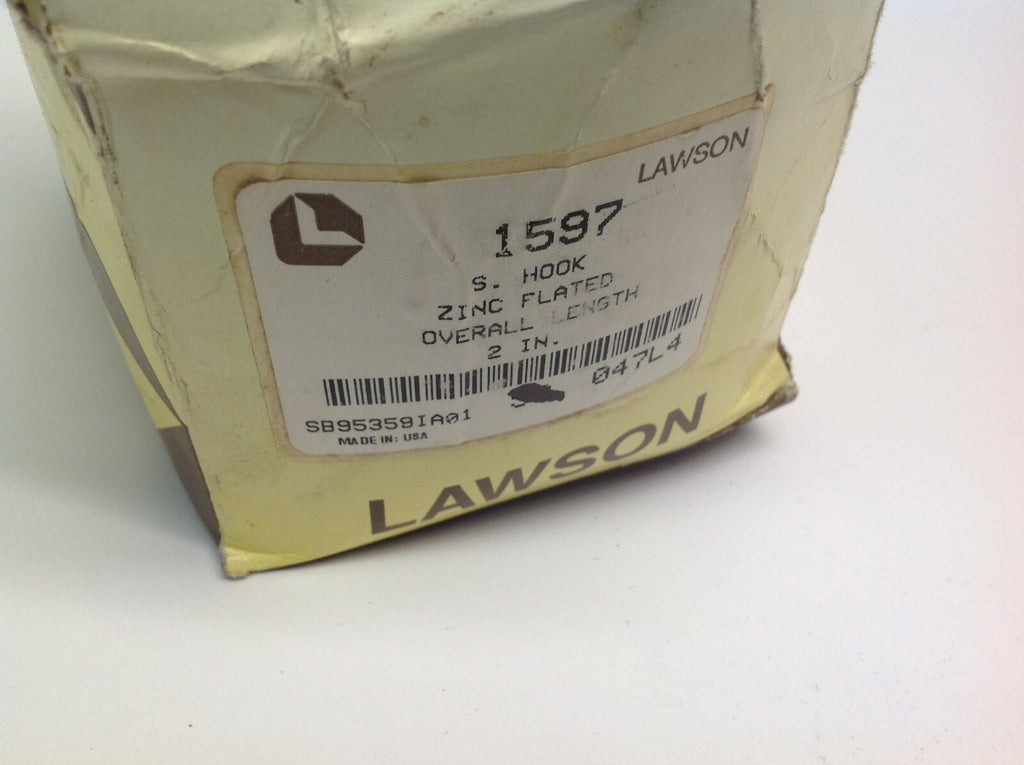 LAWSON
1597
S. HOOK
ZINC PLATED
OVERALL LENGTH
2 IN.
047L4
SB95359IA01
MADE IN: USA
LAWSON